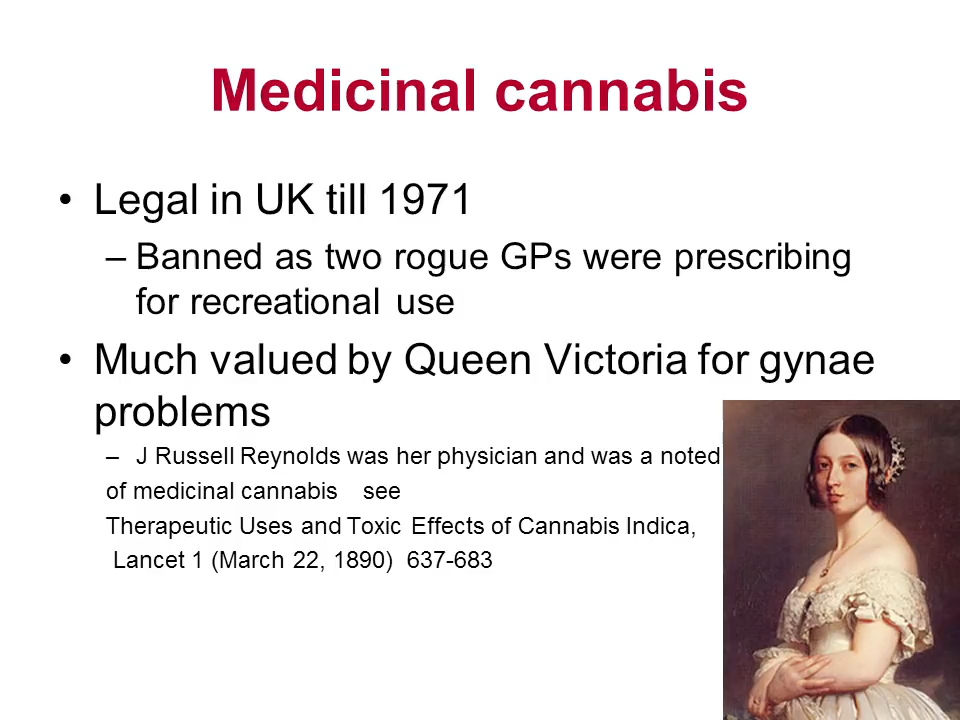 Medicinal cannabis
• Legal in UK till 1971
– Banned as two rogue GPs were prescribing
for recreational use
• Much valued by Queen Victoria for gynae
problems
– J Russell Reynolds was her physician and was a noted
of medicinal cannabis see
Therapeutic Uses and Toxic Effects of Cannabis Indica,
Lancet 1 (March 22, 1890) 637-683